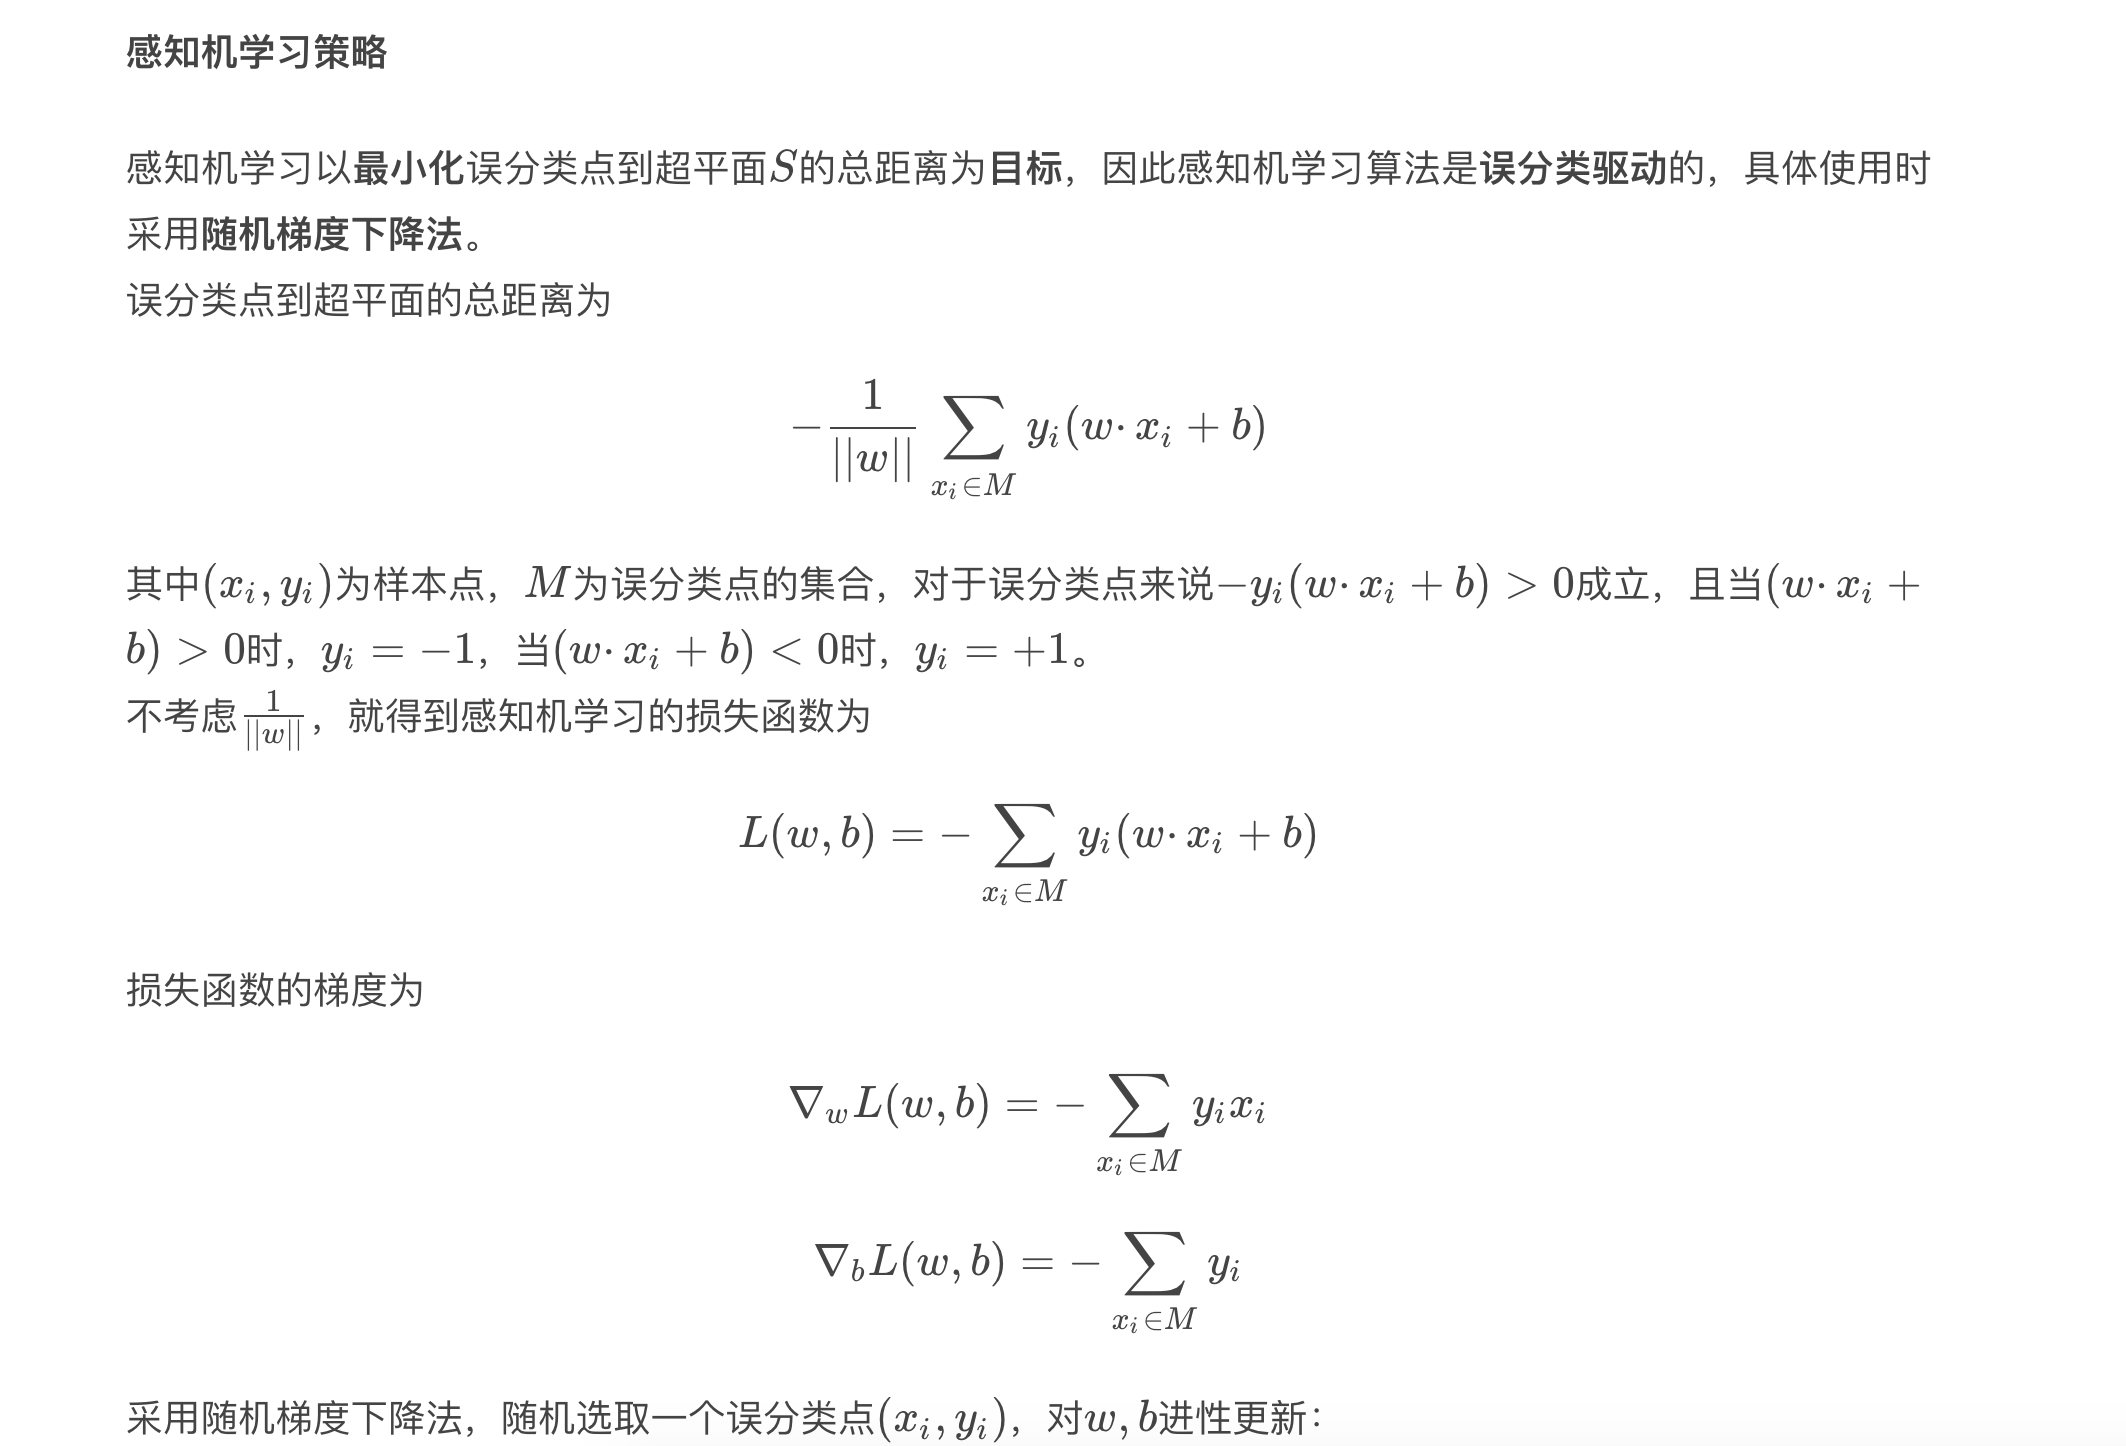 感知机学习策略
感知机学习以最小化误分类点到超平面S的总距离为目标，因此感知机学习算法是误分类驱动的，具体使用时
采用随机梯度下降法。
误分类点到超平面的总距离为
$-\frac{1}{||w||}\sum_{x_i \in M} y_i(w \cdot x_i + b)$
其中$(x_i, y_i)$为样本点，$M$为误分类点的集合，对于误分类点来说$-y_i(w \cdot x_i + b) > 0$成立，且当$(w \cdot x_i +$
$b) > 0$时，$y_i = -1$，当$(w \cdot x_i + b) < 0$时，$y_i = +1$。
不考虑$\frac{1}{||w||}$，就得到感知机学习的损失函数为
$L(w, b) = -\sum_{x_i \in M} y_i(w \cdot x_i + b)$
损失函数的梯度为
$\nabla_w L(w, b) = -\sum_{x_i \in M} y_i x_i$
$\nabla_b L(w, b) = -\sum_{x_i \in M} y_i$
采用随机梯度下降法，随机选取一个误分类点$(x_i, y_i)$，对$w, b$进性更新：